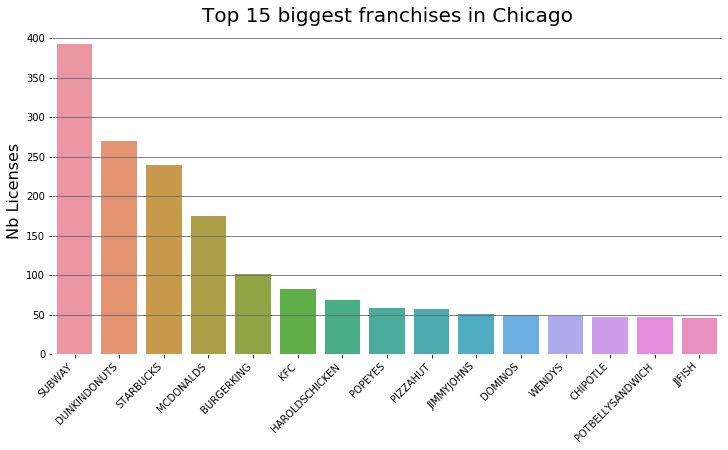 Top 15 biggest franchises in Chicago
Nb Licenses
400
350
300
250
200
150
100
50
0
SUBWAY
DUNKINDONUTS
STARBUCKS
MCDONALDS
BURGERKING
KFC
HAROLDSCHICKEN
POPEYES
PIZZAHUT
JIMMYJOHNS
DOMINOS
WENDYS
CHIPOTLE
POTBELLYSANDWICH
JJFISH